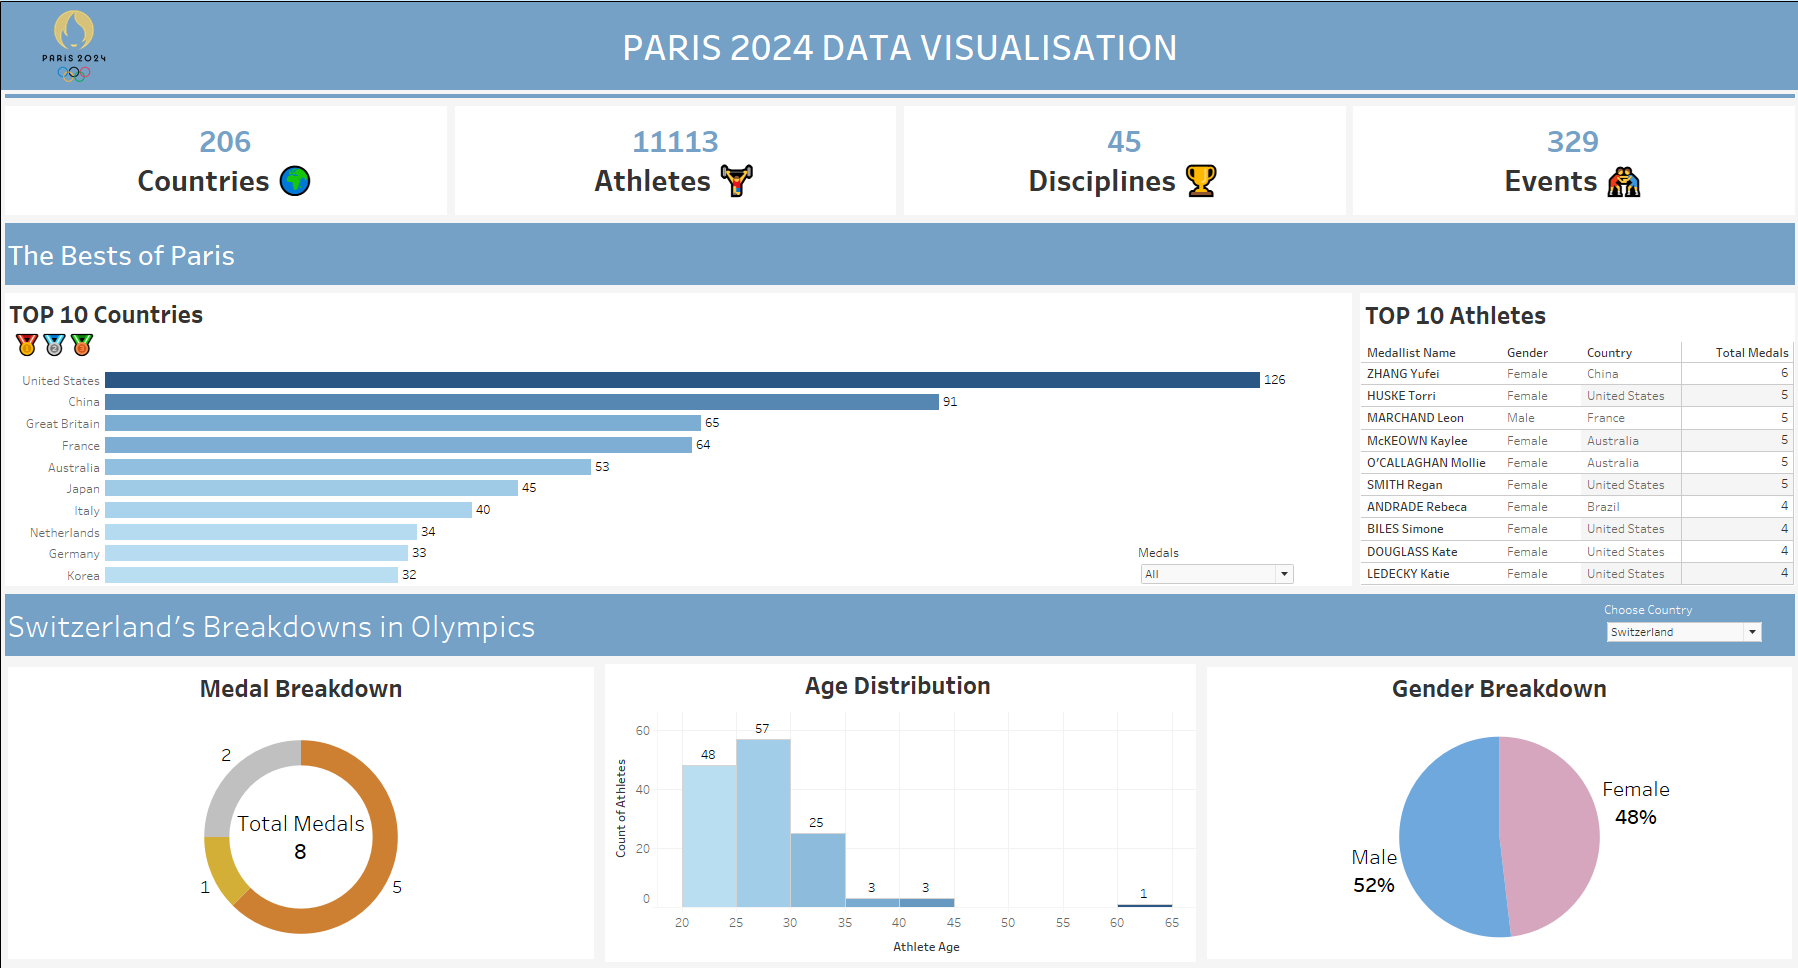 PARIS 2024
PARIS 2024 DATA VISUALISATION
206
Countries
11113
Athletes
45
Disciplines
329
Events
The Bests of Paris
TOP 10 Countries
United States 126
China 91
Great Britain 65
France 64
Australia 53
Japan 45
Italy 40
Netherlands 34
Germany 33
Korea 32
Medals
All
TOP 10 Athletes
Medallist Name Gender Country Total Medals
ZHANG Yufei Female China 6
HUSKE Torri Female United States 5
MARCHAND Leon Male France 5
McKEOWN Kaylee Female Australia 5
O'CALLAGHAN Mollie Female Australia 5
SMITH Regan Female United States 5
ANDRADE Rebeca Female Brazil 4
BILES Simone Female United States 4
DOUGLASS Kate Female United States 4
LEDECKY Katie Female United States 4
Switzerland's Breakdowns in Olympics
Choose Country
Switzerland
Medal Breakdown
2
Total Medals
8
1
5
Age Distribution
Count of Athletes
60
40
20
0
48
57
25
3
3
1
20 25 30 35 40 45 50 55 60 65
Athlete Age
Gender Breakdown
Female
48%
Male
52%